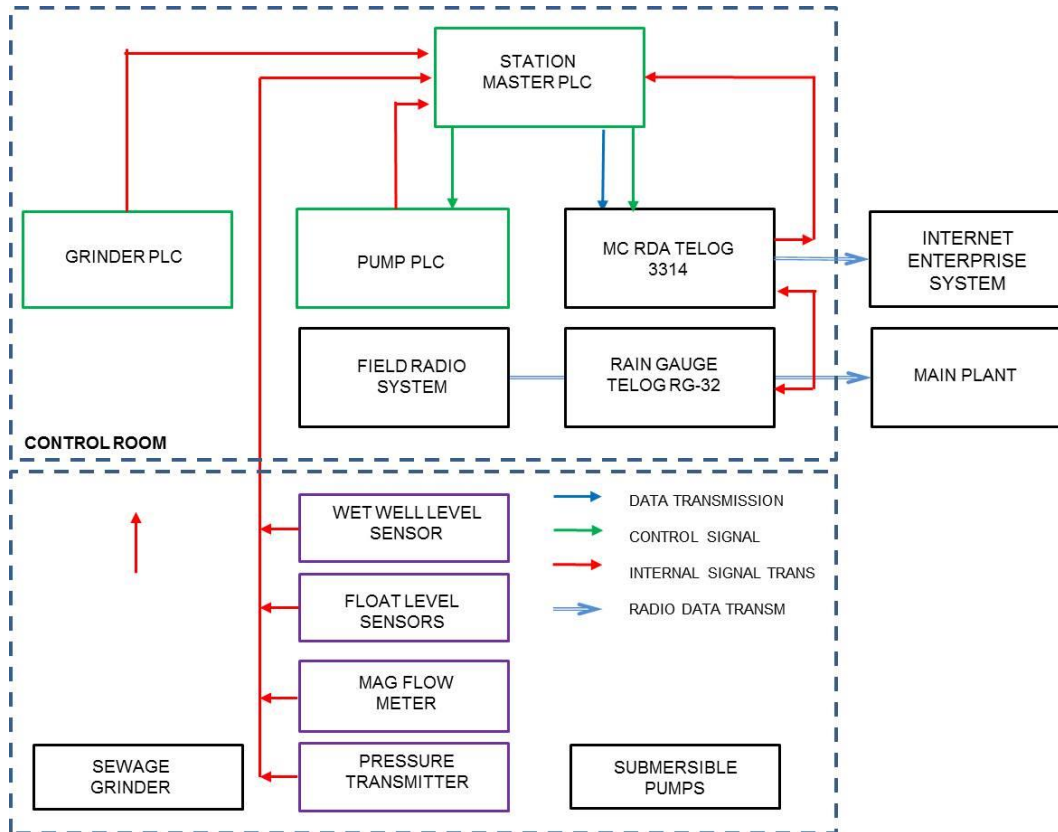 STATION
MASTER PLC
GRINDER PLC
PUMP PLC
MC RDA TELOG
3314
INTERNET
ENTERPRISE
SYSTEM
FIELD RADIO
SYSTEM
RAIN GAUGE
TELOG RG-32
MAIN PLANT
CONTROL ROOM
WET WELL LEVEL
SENSOR
FLOAT LEVEL
SENSORS
MAG FLOW
METER
PRESSURE
TRANSMITTER
DATA TRANSMISSION
CONTROL SIGNAL
INTERNAL SIGNAL TRANS
RADIO DATA TRANSM
SEWAGE
GRINDER
SUBMERSIBLE
PUMPS